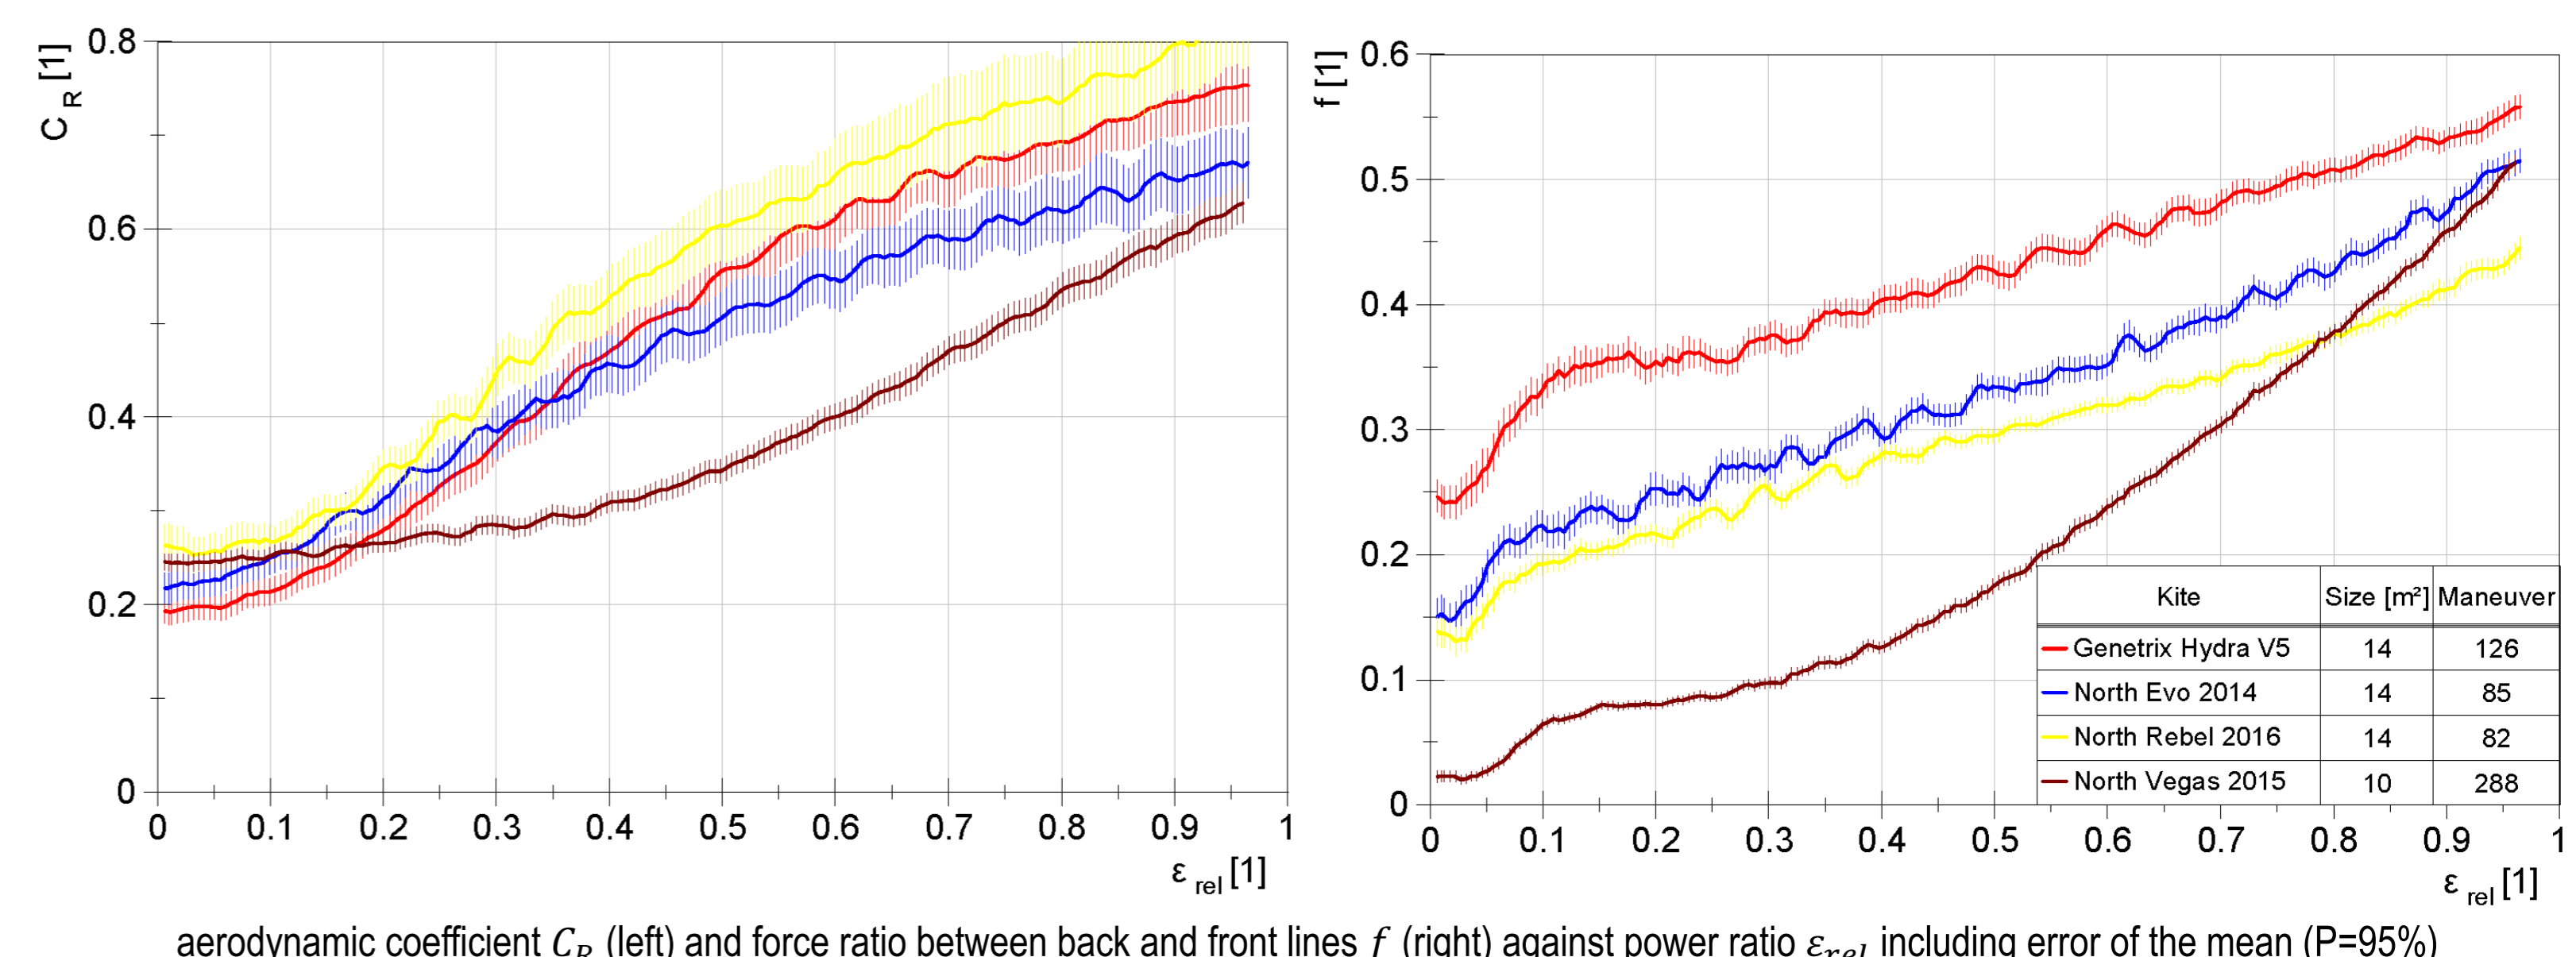 C R [1]
0.8
0.6
0.4
0.2
0
0 0.1 0.2 0.3 0.4 0.5 0.6 0.7 0.8 0.9 1
ε rel [1]
f [1]
0.6
0.5
0.4
0.3
0.2
0.1
0
0 0.1 0.2 0.3 0.4 0.5 0.6 0.7 0.8 0.9 1
ε rel [1]
Kite Size [m²] Maneuver
Genetrix Hydra V5 14 126
North Evo 2014 14 85
North Rebel 2016 14 82
North Vegas 2015 10 288
aerodynamic coefficient C_R (left) and force ratio between back and front lines f (right) against power ratio ε_rel including error of the mean (P=95%)